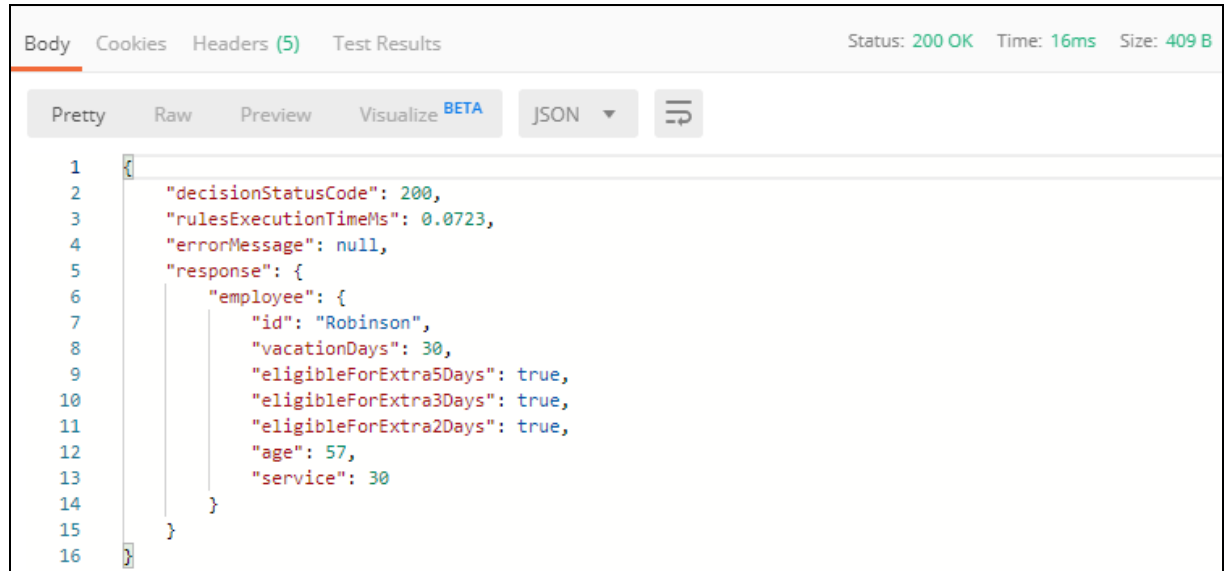 Body Cookies Headers (5) Test Results Status: 200 OK Time: 16ms Size: 409 B
Pretty Raw Preview Visualize BETA JSON
1 {
2 "decisionStatusCode": 200,
3 "rulesExecutionTimeMs": 0.0723,
4 "errorMessage": null,
5 "response": {
6 "employee": {
7 "id": "Robinson",
8 "vacationDays": 30,
9 "eligibleForExtra5Days": true,
10 "eligibleForExtra3Days": true,
11 "eligibleForExtra2Days": true,
12 "age": 57,
13 "service": 30
14 }
15 }
16 }